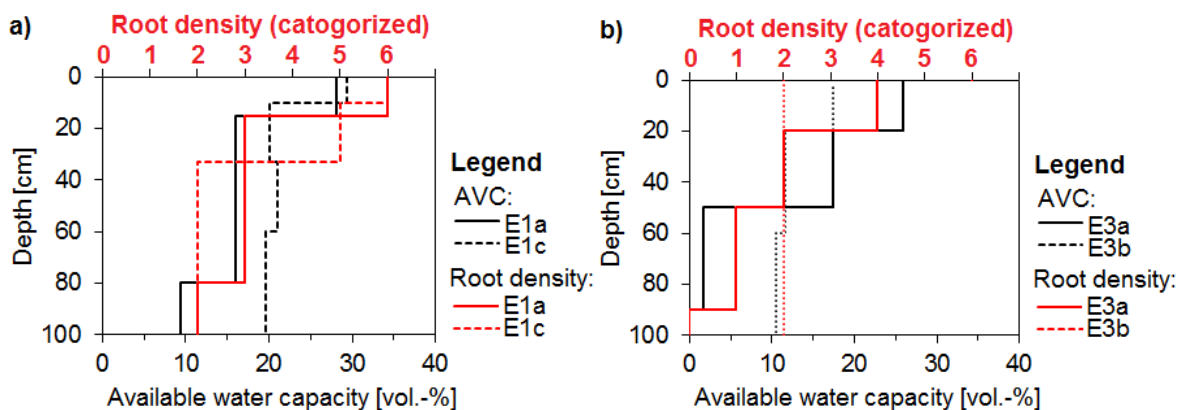 a)
Root density (catogorized)
0 1 2 3 4 5 6
0
20
40
60
80
100
Depth [cm]
0 10 20 30 40
Available water capacity [vol.-%]
Legend
AVC:
E1a
E1c
Root density:
E1a
E1c
b)
Root density (catogorized)
0 1 2 3 4 5 6
0
20
40
60
80
100
Depth [cm]
0 10 20 30 40
Available water capacity [vol.-%]
Legend
AVC:
E3a
E3b
Root density:
E3a
E3b